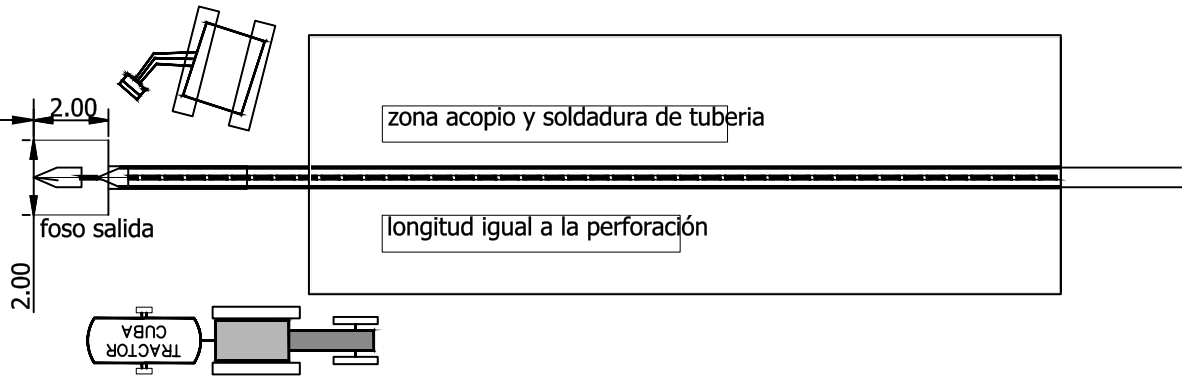 2.00
zona acopio y soldadura de tuberia
foso salida
longitud igual a la perforación
2.00
TRACTOR
CUBA